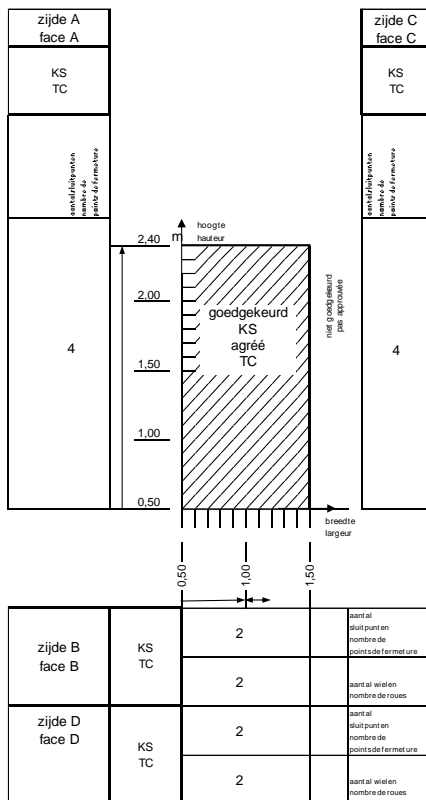 zijde A
face A
KS
TC
aantal sluitpunten
nombre de
points de fermeture
4
zijde C
face C
KS
TC
aantal sluitpunten
nombre de
points de fermeture
4
hoogte
hauteur
m
2,40
2,00
1,50
1,00
0,50
goedgekeurd
KS
agréé
TC
niet goedgekeurd
pas approuvée
breedte
largeur
0,50
1,00
1,50
zijde B
face B
KS
TC
2
aantal
sluitpunten
nombre de
points de fermeture
2
aantal wielen
nombre de roues
zijde D
face D
KS
TC
2
aantal
sluitpunten
nombre de
points de fermeture
2
aantal wielen
nombre de roues